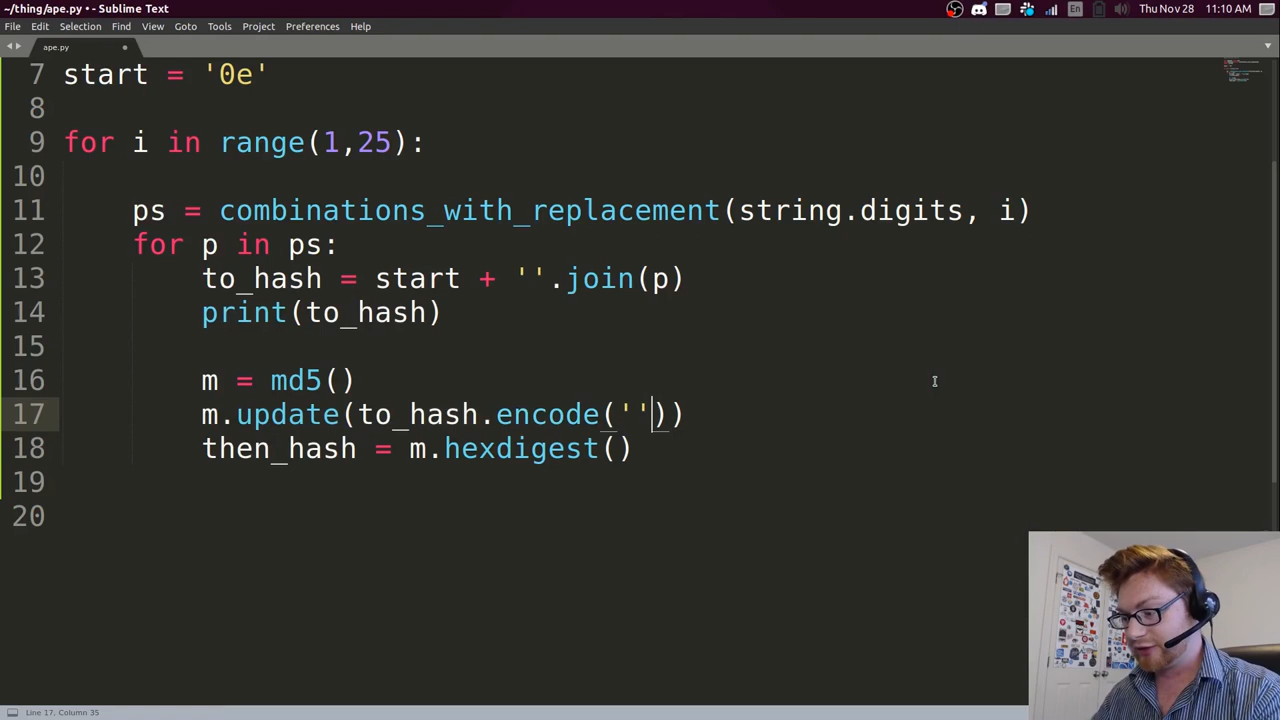 ~/thing/ape.py • - Sublime Text
en
Thu Nov 28
11:10 AM
File Edit Selection Find View Goto Tools Project Preferences Help
ape.py
7 start = '0e'
8
9 for i in range(1,25):
10
11 ps = combinations_with_replacement(string.digits, i)
12 for p in ps:
13 to_hash = start + ''.join(p)
14 print(to_hash)
15
16 m = md5()
17 m.update(to_hash.encode(''))
18 then_hash = m.hexdigest()
19
20
Line 17, Column 35